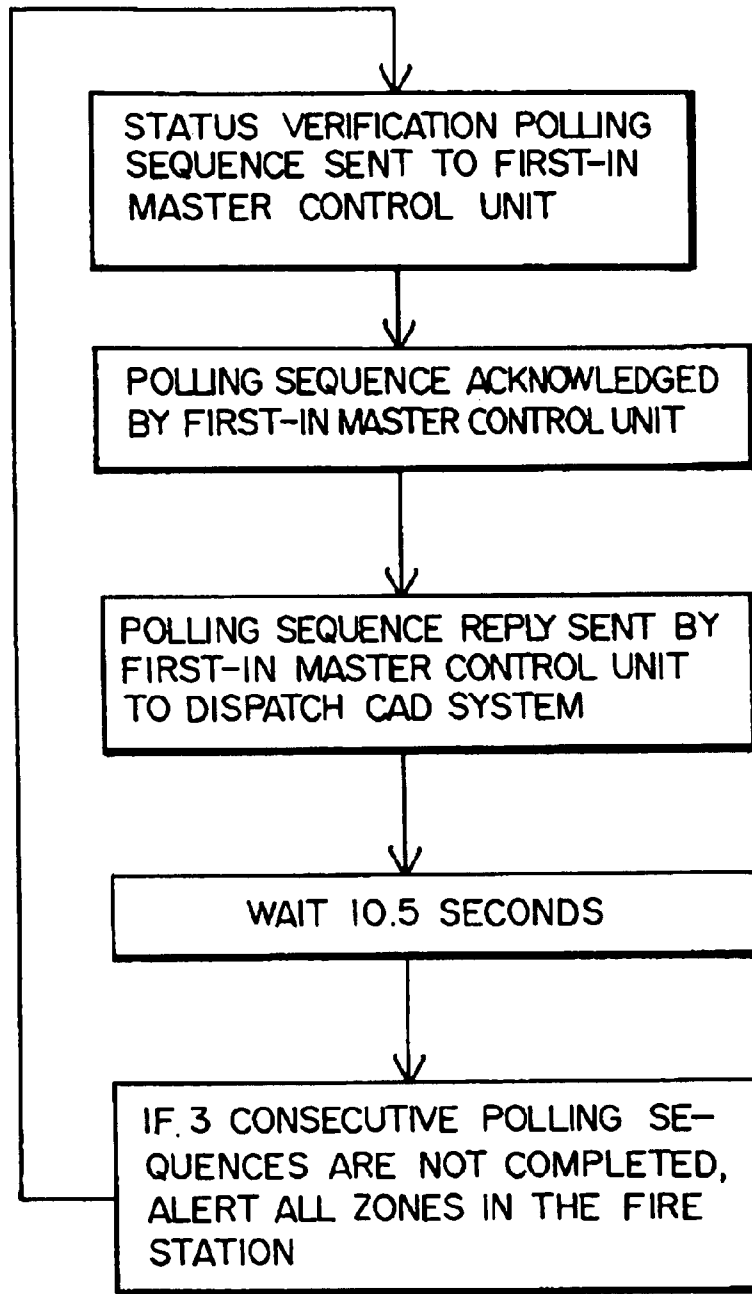 STATUS VERIFICATION POLLING
SEQUENCE SENT TO FIRST-IN
MASTER CONTROL UNIT
POLLING SEQUENCE ACKNOWLEDGED
BY FIRST-IN MASTER CONTROL UNIT
POLLING SEQUENCE REPLY SENT BY
FIRST-IN MASTER CONTROL UNIT
TO DISPATCH CAD SYSTEM
WAIT 10.5 SECONDS
IF 3 CONSECUTIVE POLLING SE-
QUENCES ARE NOT COMPLETED,
ALERT ALL ZONES IN THE FIRE
STATION